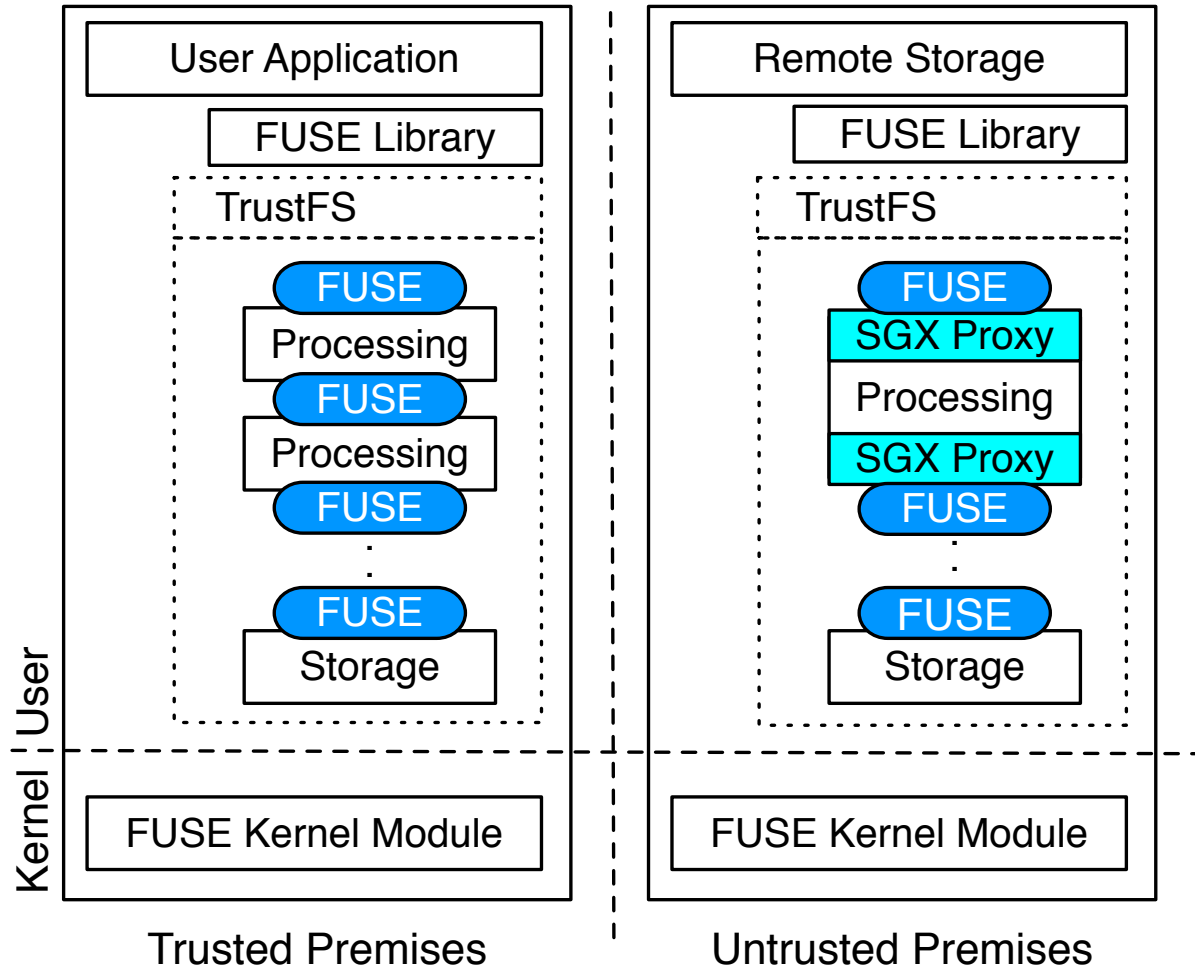 User Application
FUSE Library
TrustFS
FUSE
Processing
FUSE
Processing
FUSE
.
.
FUSE
Storage
FUSE Kernel Module
Trusted Premises
Remote Storage
FUSE Library
TrustFS
FUSE
SGX Proxy
Processing
SGX Proxy
FUSE
.
.
FUSE
Storage
FUSE Kernel Module
Untrusted Premises
User
Kernel